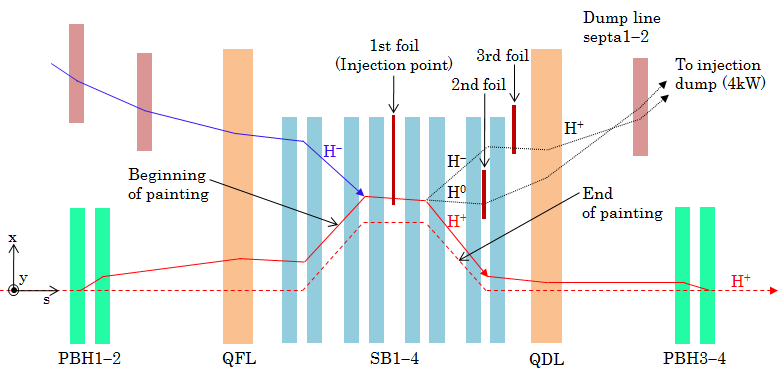 Dump line
septa1–2
1st foil
(Injection point)
3rd foil
2nd foil
To injection
dump (4kW)
H+
H−
H−
Beginning
of painting
H0
H+
End
of painting
x
y
s
H+
PBH1–2
QFL
SB1–4
QDL
PBH3–4